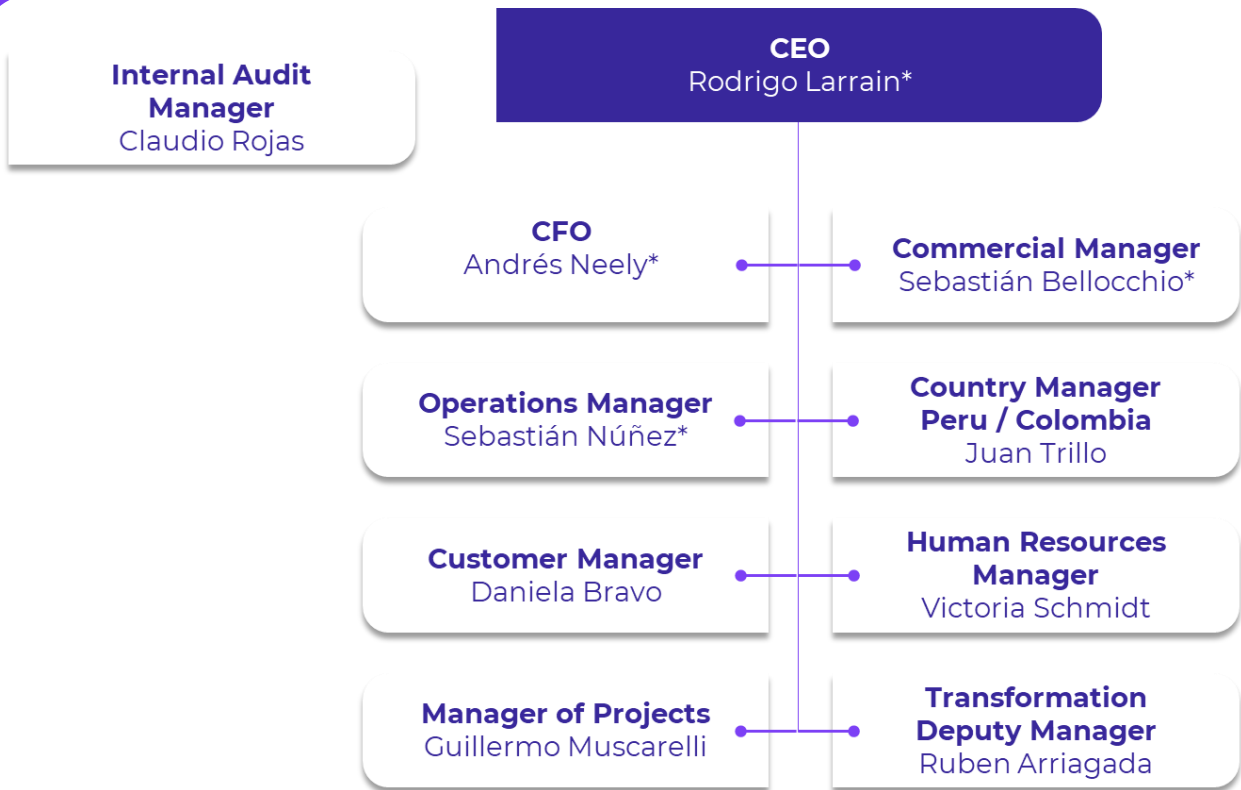 Internal Audit
Manager
Claudio Rojas
CEO
Rodrigo Larrain*
CFO
Andrés Neely*
Commercial Manager
Sebastián Bellocchio*
Operations Manager
Sebastián Núñez*
Country Manager
Peru / Colombia
Juan Trillo
Customer Manager
Daniela Bravo
Human Resources
Manager
Victoria Schmidt
Manager of Projects
Guillermo Muscarelli
Transformation
Deputy Manager
Ruben Arriagada